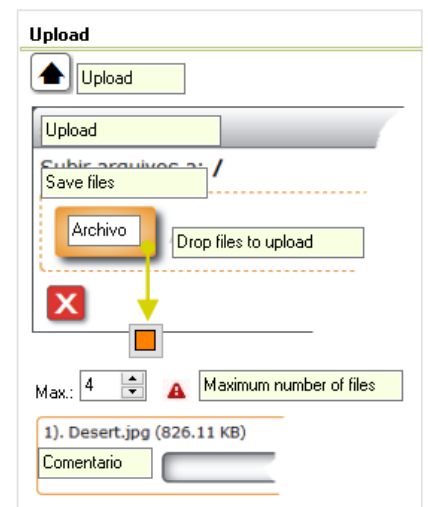 Upload
Upload
Upload
Subir arquivos a: /
Save files
Archivo
Drop files to upload
Max.: 4
Maximum number of files
1). Desert.jpg (826.11 KB)
Comentario